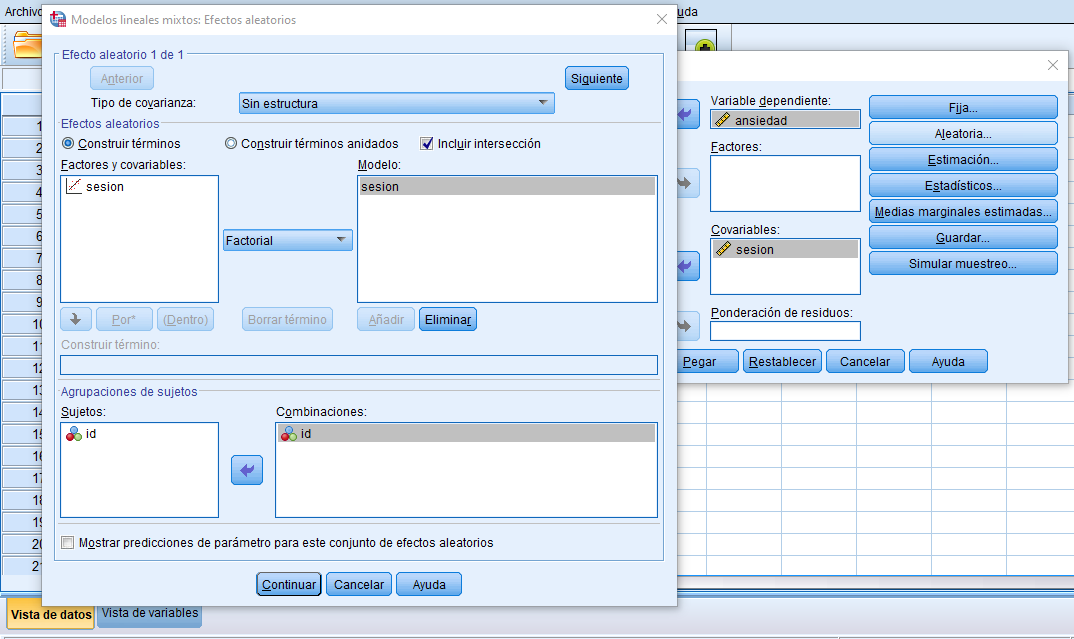 Archivo
uda
Modelos lineales mixtos: Efectos aleatorios
Efecto aleatorio 1 de 1
Anterior
Siguiente
Tipo de covarianza:
Sin estructura
Efectos aleatorios
Construir términos
Construir términos anidados
Incluir intersección
Factores y covariables:
Modelo:
sesion
sesion
Factorial
Por*
(Dentro)
Borrar término
Añadir
Eliminar
Construir término:
Agrupaciones de sujetos
Sujetos:
Combinaciones:
id
id
Mostrar predicciones de parámetro para este conjunto de efectos aleatorios
Continuar
Cancelar
Ayuda
Variable dependiente:
ansiedad
Factores:
Covariables:
sesion
Ponderación de residuos:
Fija...
Aleatoria...
Estimación...
Estadísticos...
Medias marginales estimadas...
Guardar...
Simular muestreo...
Pegar
Restablecer
Cancelar
Ayuda
1
2
3
4
5
6
7
8
9
10
11
12
13
14
15
16
17
18
19
20
Vista de datos
Vista de variables